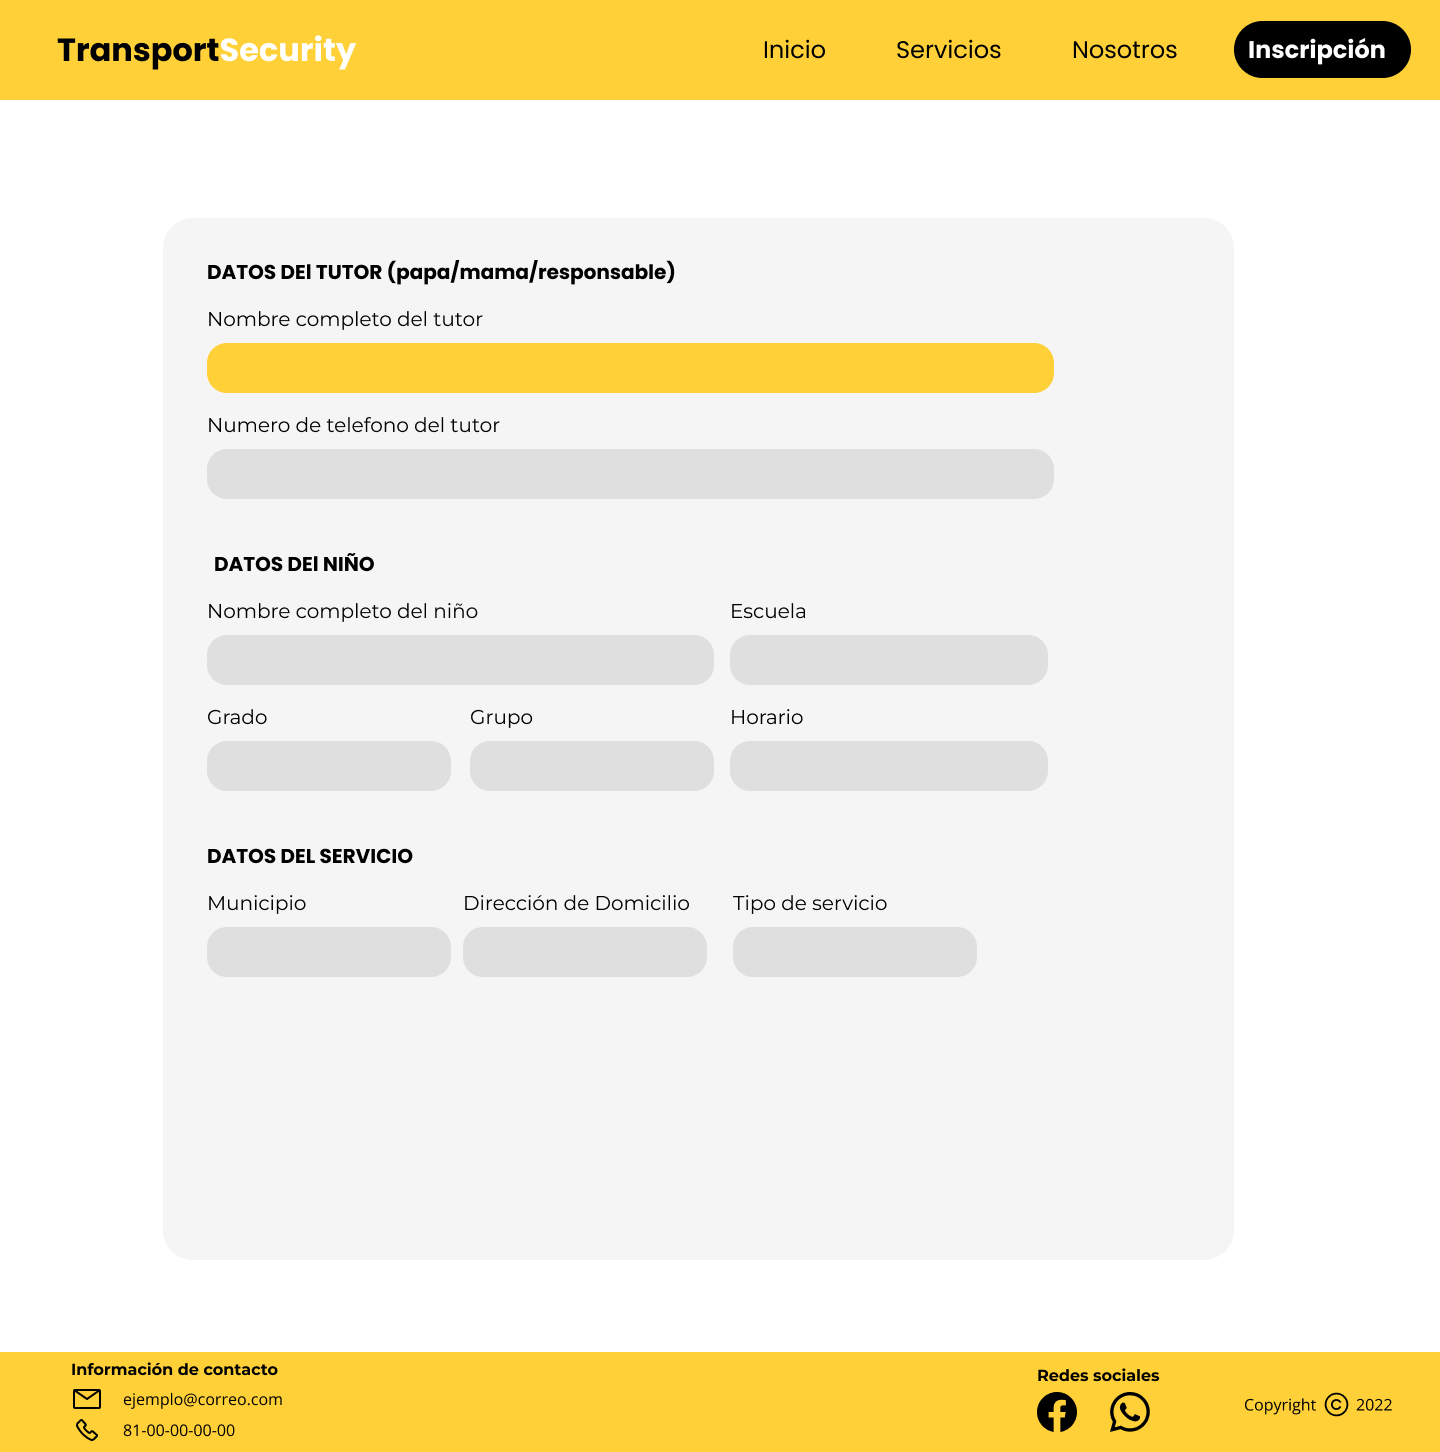 TransportSecurity Inicio Servicios Nosotros Inscripción
DATOS DEl TUTOR (papa/mama/responsable)
Nombre completo del tutor
Numero de telefono del tutor
DATOS DEl NIÑO
Nombre completo del niño Escuela
Grado Grupo Horario
DATOS DEL SERVICIO
Municipio Dirección de Domicilio Tipo de servicio
Información de contacto
ejemplo@correo.com
81-00-00-00-00
Redes sociales
Copyright © 2022